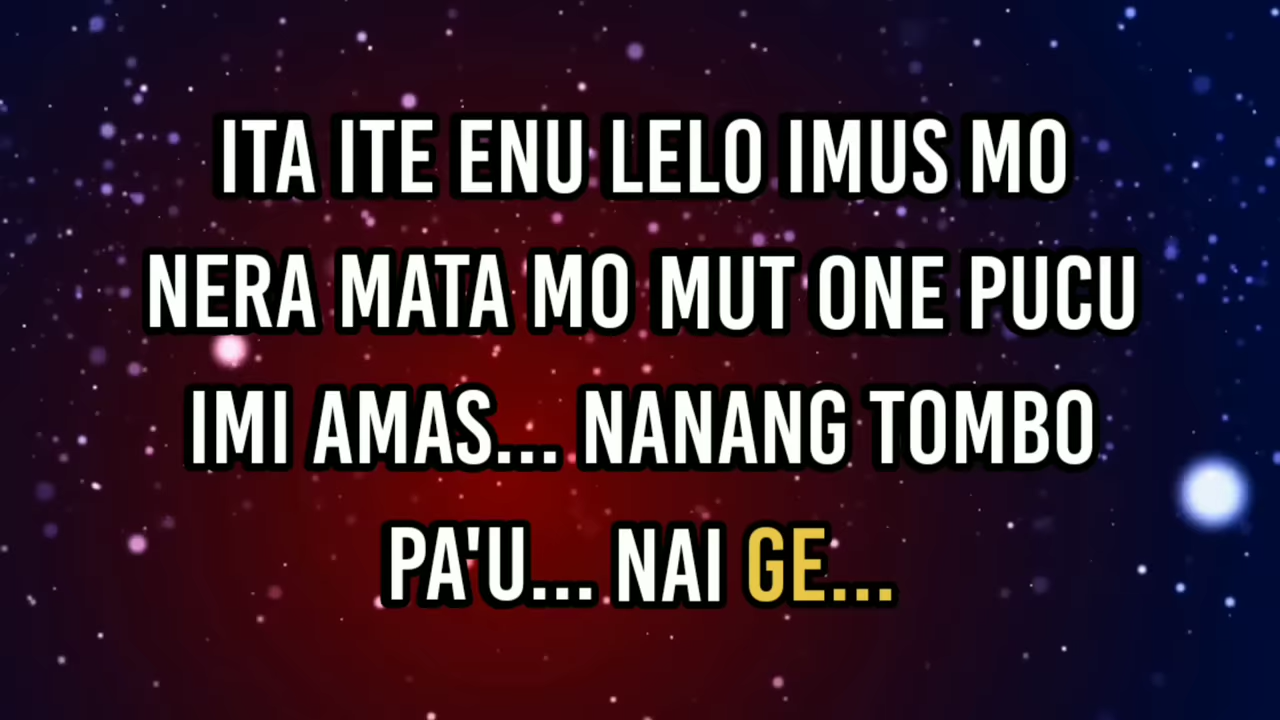 ITA ITE ENU LELO IMUS MO
NERA MATA MO MUT ONE PUCU
IMI AMAS... NANANG TOMBO
PA'U... NAI GE...